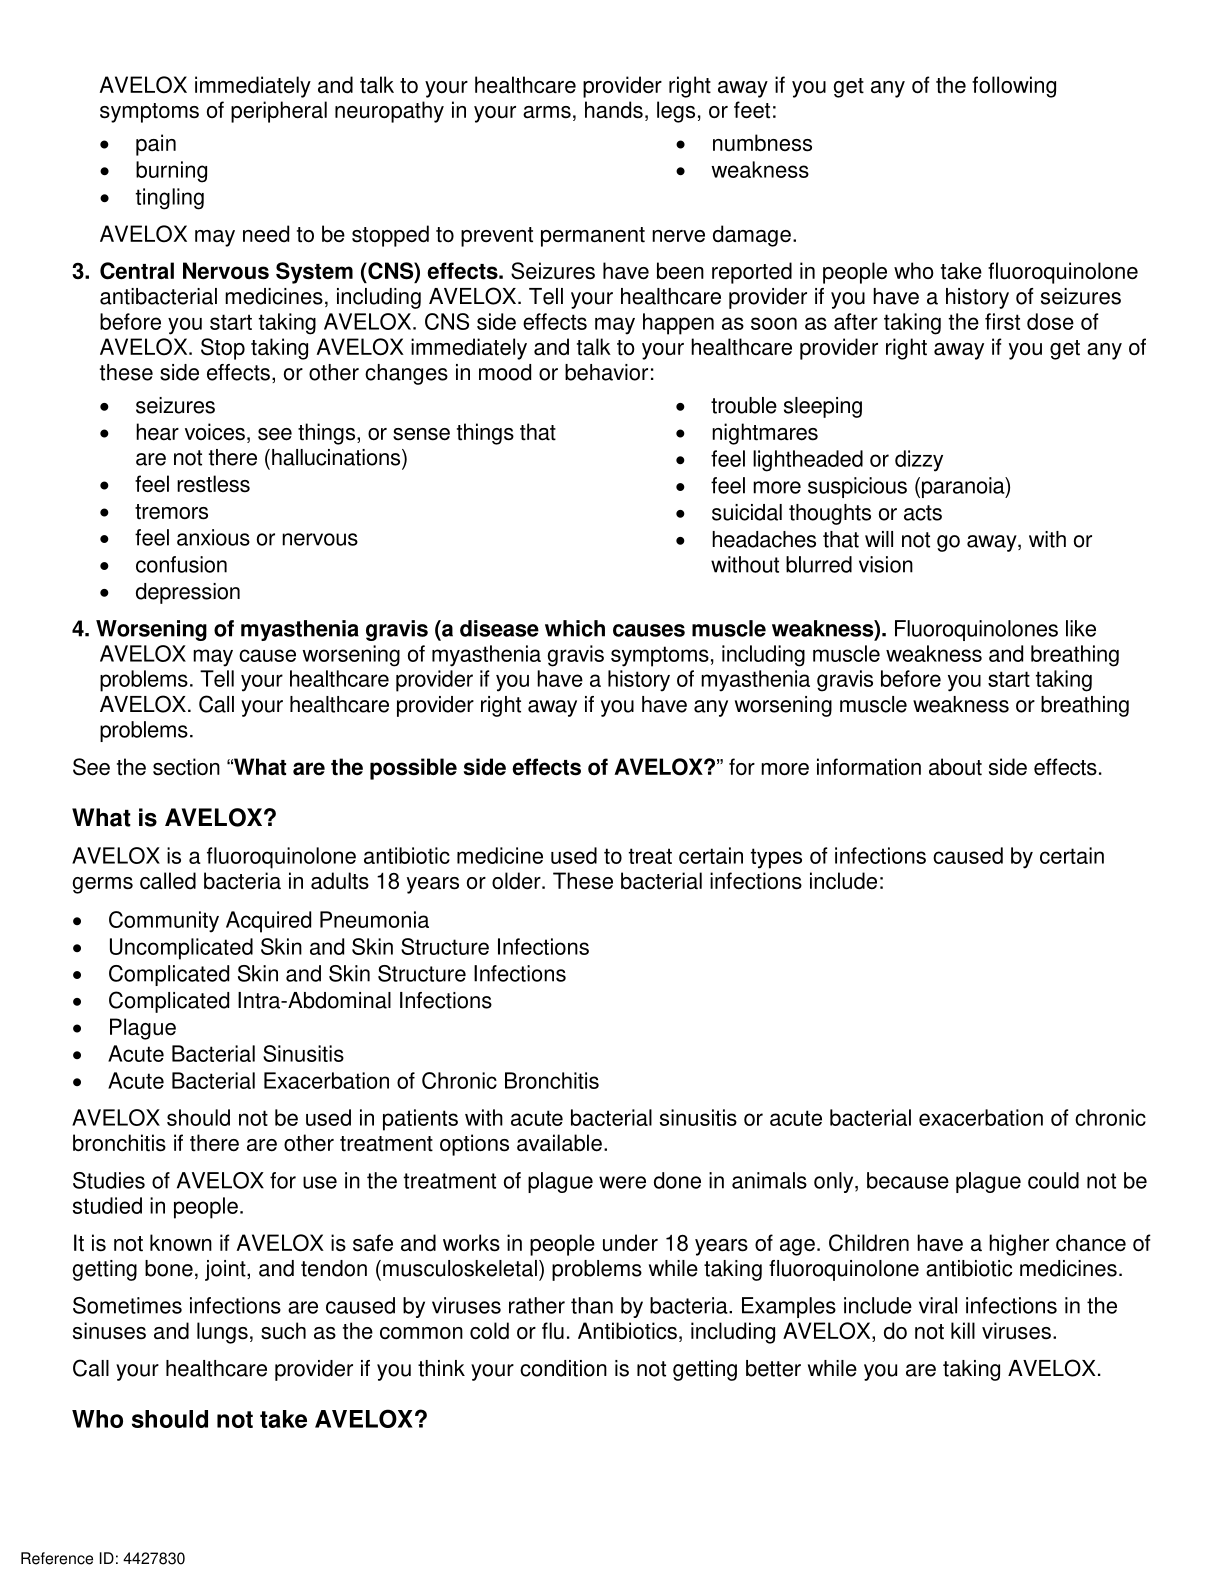 AVELOX immediately and talk to your healthcare provider right away if you get any of the following
symptoms of peripheral neuropathy in your arms, hands, legs, or feet:
• pain
• burning
• tingling
• numbness
• weakness
AVELOX may need to be stopped to prevent permanent nerve damage.
3. Central Nervous System (CNS) effects. Seizures have been reported in people who take fluoroquinolone
antibacterial medicines, including AVELOX. Tell your healthcare provider if you have a history of seizures
before you start taking AVELOX. CNS side effects may happen as soon as after taking the first dose of
AVELOX. Stop taking AVELOX immediately and talk to your healthcare provider right away if you get any of
these side effects, or other changes in mood or behavior:
• seizures
• hear voices, see things, or sense things that
are not there (hallucinations)
• feel restless
• tremors
• feel anxious or nervous
• confusion
• depression
• trouble sleeping
• nightmares
• feel lightheaded or dizzy
• feel more suspicious (paranoia)
• suicidal thoughts or acts
• headaches that will not go away, with or
without blurred vision
4. Worsening of myasthenia gravis (a disease which causes muscle weakness). Fluoroquinolones like
AVELOX may cause worsening of myasthenia gravis symptoms, including muscle weakness and breathing
problems. Tell your healthcare provider if you have a history of myasthenia gravis before you start taking
AVELOX. Call your healthcare provider right away if you have any worsening muscle weakness or breathing
problems.
See the section “What are the possible side effects of AVELOX?” for more information about side effects.
What is AVELOX?
AVELOX is a fluoroquinolone antibiotic medicine used to treat certain types of infections caused by certain
germs called bacteria in adults 18 years or older. These bacterial infections include:
• Community Acquired Pneumonia
• Uncomplicated Skin and Skin Structure Infections
• Complicated Skin and Skin Structure Infections
• Complicated Intra-Abdominal Infections
• Plague
• Acute Bacterial Sinusitis
• Acute Bacterial Exacerbation of Chronic Bronchitis
AVELOX should not be used in patients with acute bacterial sinusitis or acute bacterial exacerbation of chronic
bronchitis if there are other treatment options available.
Studies of AVELOX for use in the treatment of plague were done in animals only, because plague could not be
studied in people.
It is not known if AVELOX is safe and works in people under 18 years of age. Children have a higher chance of
getting bone, joint, and tendon (musculoskeletal) problems while taking fluoroquinolone antibiotic medicines.
Sometimes infections are caused by viruses rather than by bacteria. Examples include viral infections in the
sinuses and lungs, such as the common cold or flu. Antibiotics, including AVELOX, do not kill viruses.
Call your healthcare provider if you think your condition is not getting better while you are taking AVELOX.
Who should not take AVELOX?
Reference ID: 4427830